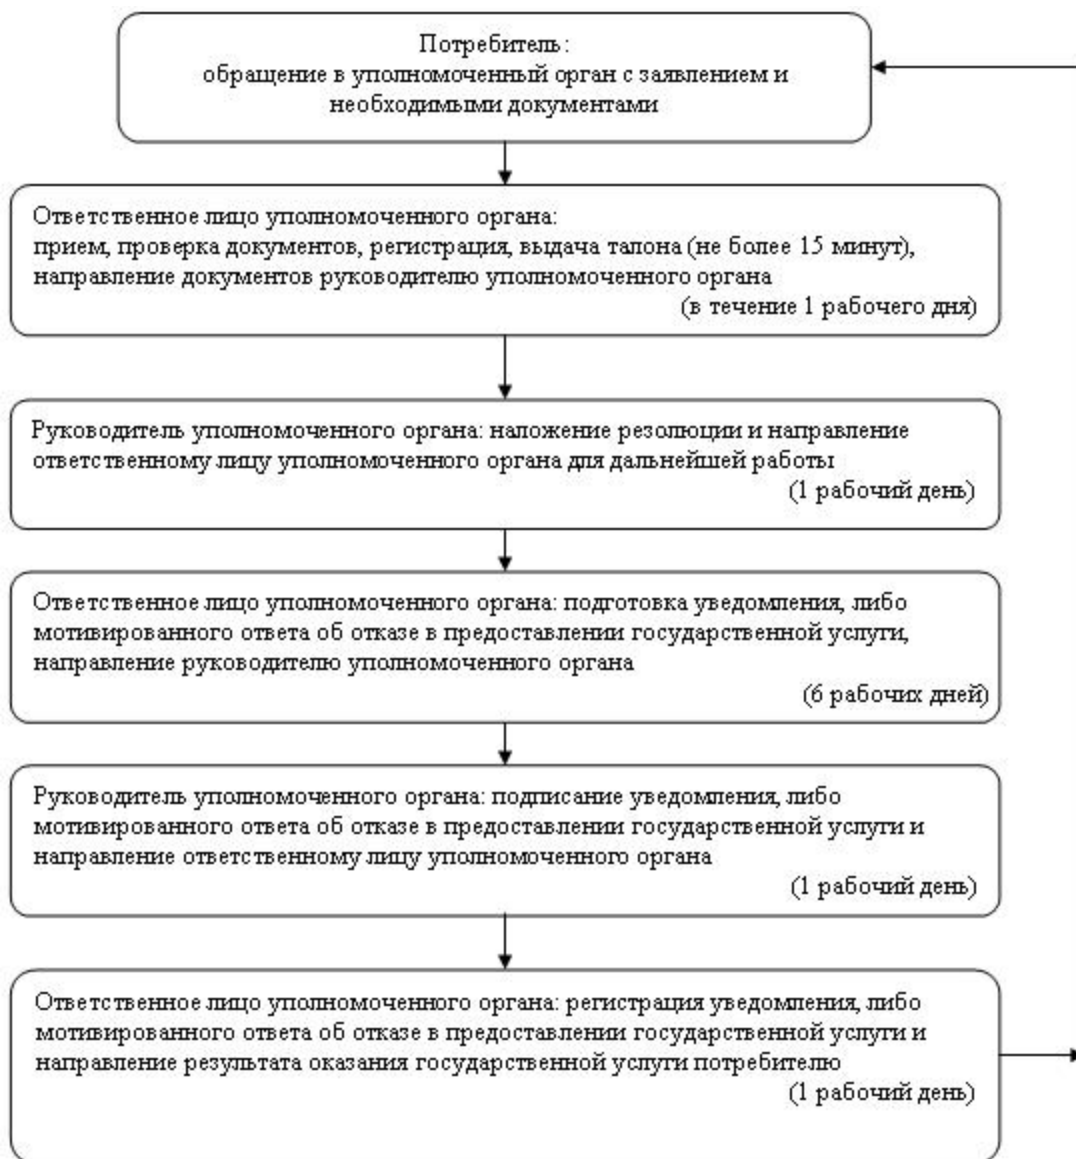 Потребитель:
обращение в уполномоченный орган с заявлением и
необходимыми документами
Ответственное лицо уполномоченного органа:
прием, проверка документов, регистрация, выдача талона (не более 15 минут),
направление документов руководителю уполномоченного органа
(в течение 1 рабочего дня)
Руководитель уполномоченного органа: наложение резолюции и направление
ответственному лицу уполномоченного органа для дальнейшей работы
(1 рабочий день)
Ответственное лицо уполномоченного органа: подготовка уведомления, либо
мотивированного ответа об отказе в предоставлении государственной услуги,
направление руководителю уполномоченного органа
(6 рабочих дней)
Руководитель уполномоченного органа: подписание уведомления, либо
мотивированного ответа об отказе в предоставлении государственной услуги и
направление ответственному лицу уполномоченного органа
(1 рабочий день)
Ответственное лицо уполномоченного органа: регистрация уведомления, либо
мотивированного ответа об отказе в предоставлении государственной услуги и
направление результата оказания государственной услуги потребителю
(1 рабочий день)